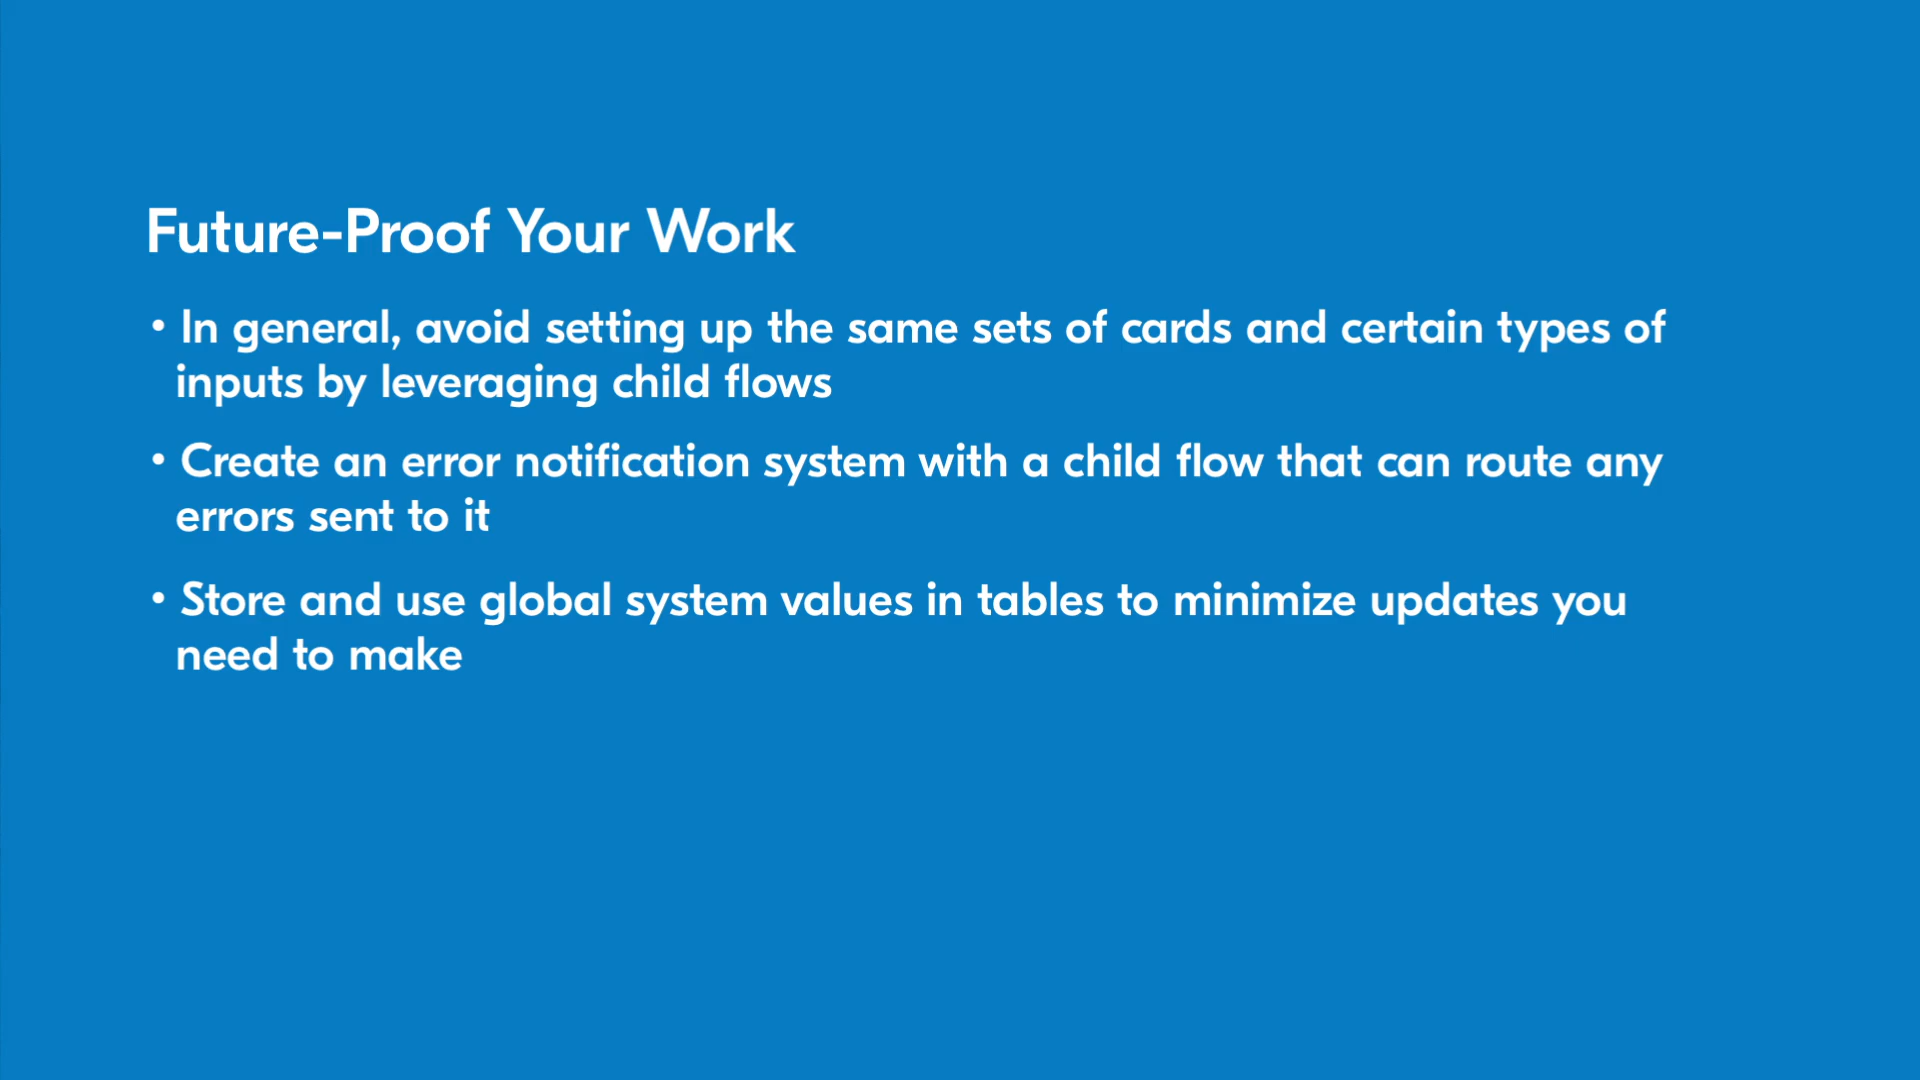 Future-Proof Your Work
• In general, avoid setting up the same sets of cards and certain types of
inputs by leveraging child flows
• Create an error notification system with a child flow that can route any
errors sent to it
• Store and use global system values in tables to minimize updates you
need to make